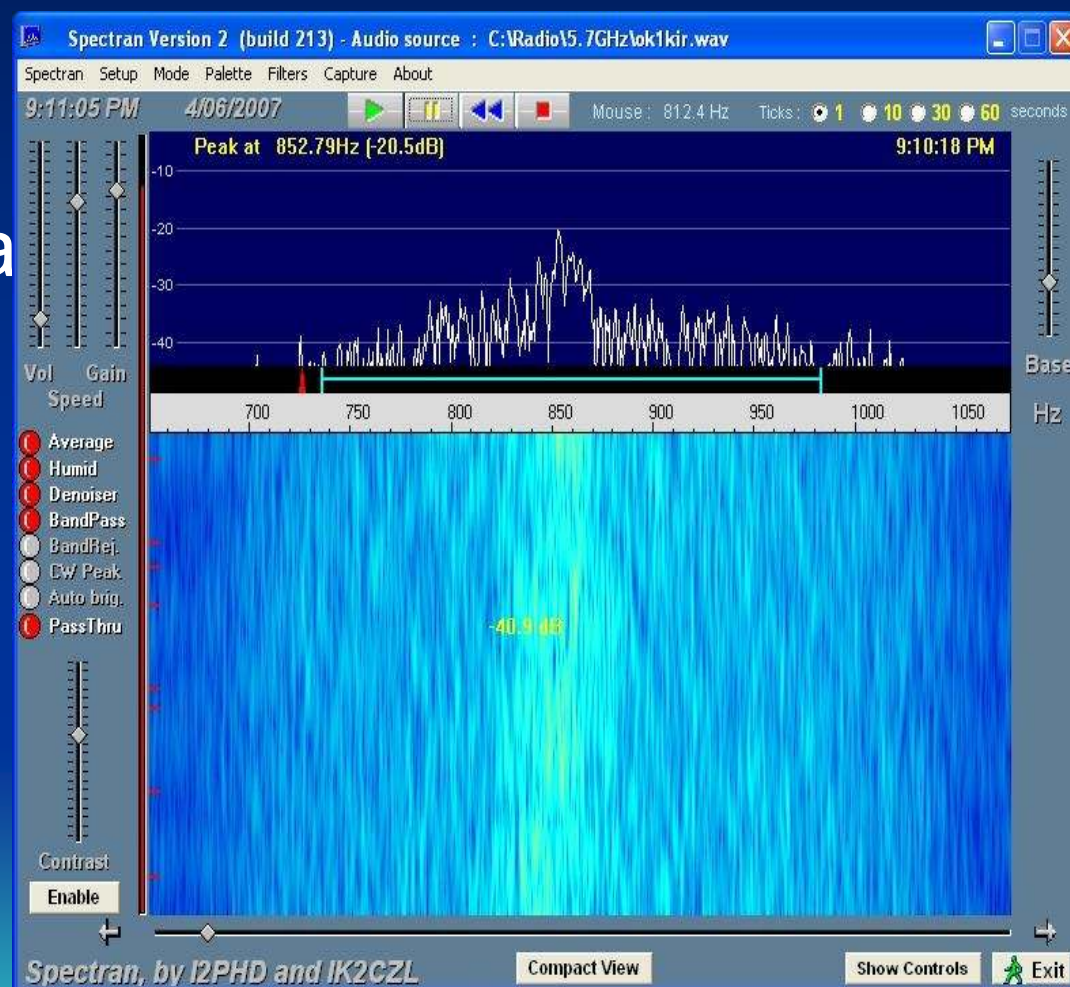 Spectran Version 2 (build 213) - Audio source : C:\Radio\5.7GHz\ok1kir.wav
Spectran Setup Mode Palette Filters Capture About
9:11:05 PM 4/06/2007 Mouse : 812.4 Hz Ticks : 1 10 30 60 seconds
Peak at 852.79Hz (-20.5dB) 9:10:18 PM
-10
-20
a
-30
-40
Vol Gain
Speed
Base
700 750 800 850 900 950 1000 1050 Hz
Average
Humid
Denoiser
BandPass
BandRej.
CW Peak
Auto brig.
PassThru
-40.9 dB
Contrast
Enable
Spectran, by I2PHD and IK2CZL Compact View Show Controls Exit